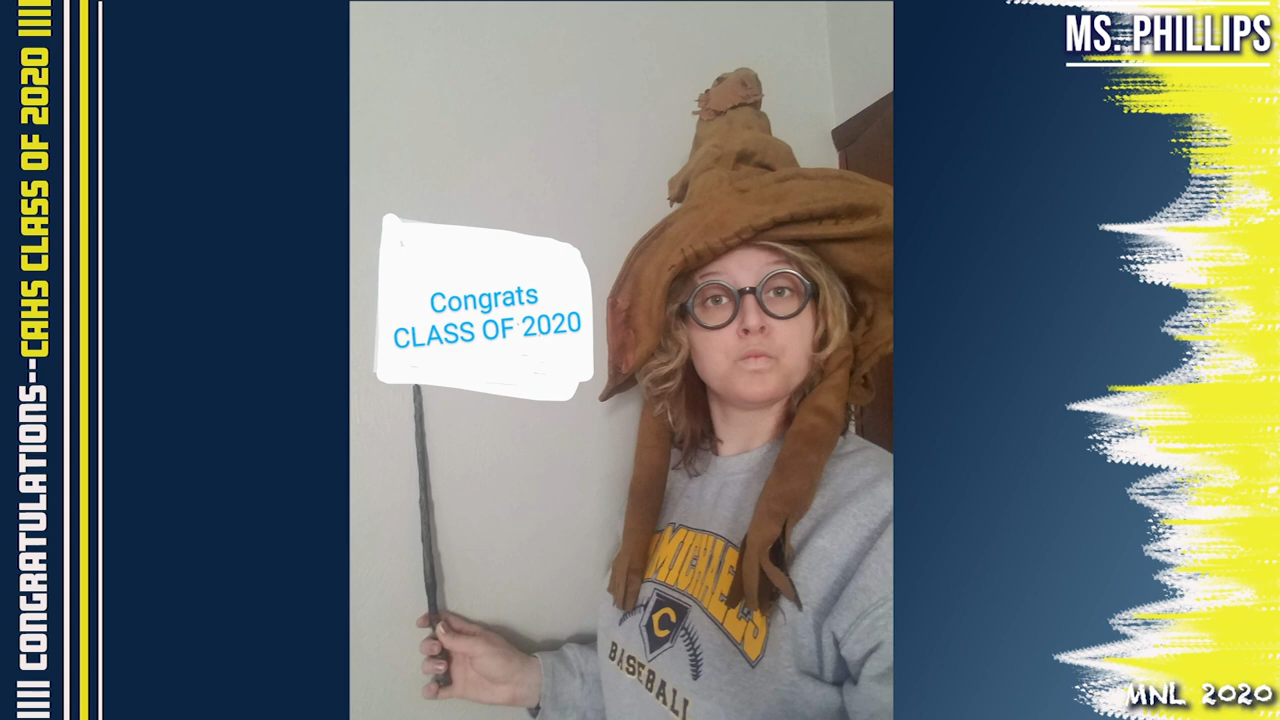 CONGRATULATIONS--CAHS CLASS OF 2020
MS. PHILLIPS
Congrats
CLASS OF 2020
C
BASEBALL
MNL 2020